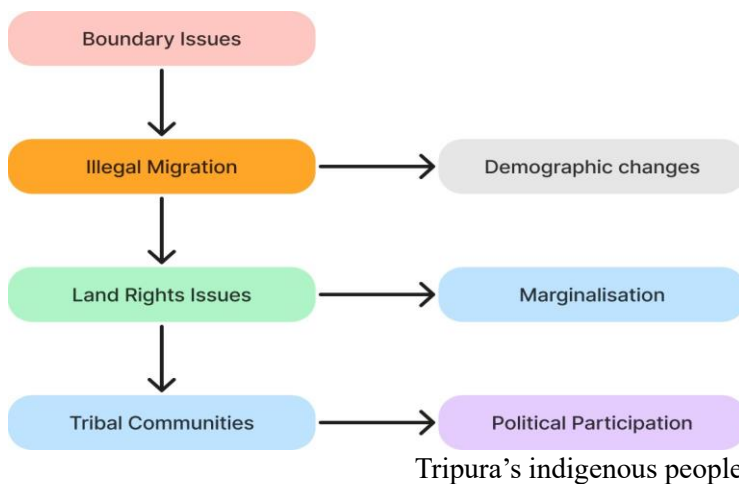 Boundary Issues
Illegal Migration
Demographic changes
Land Rights Issues
Marginalisation
Tribal Communities
Political Participation
Tripura’s indigenous people